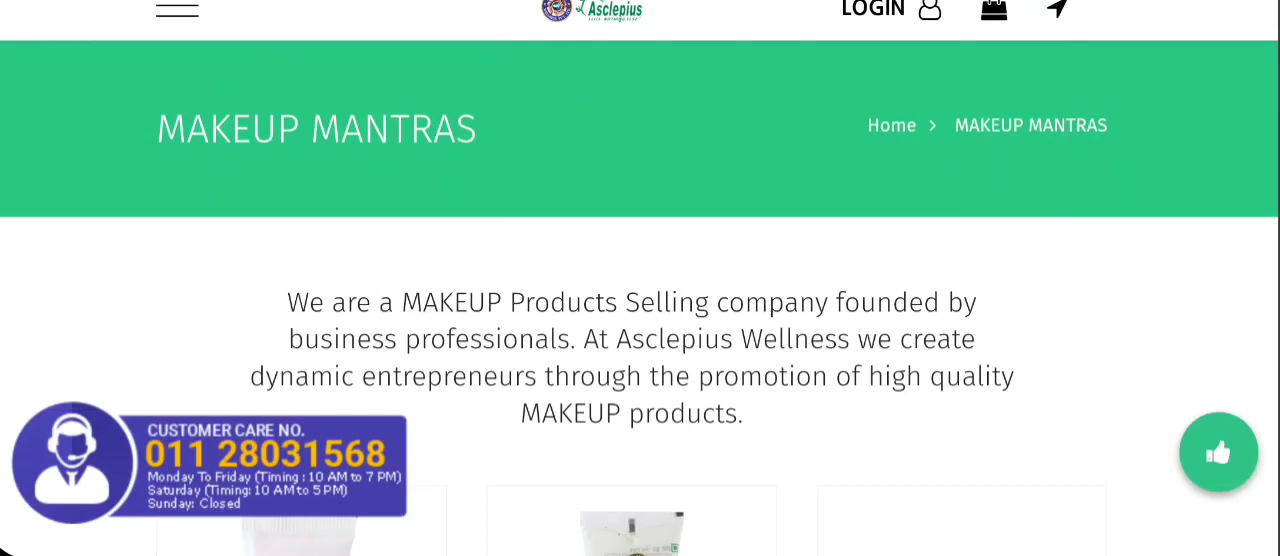 Asclepius
LOGIN
MAKEUP MANTRAS
Home > MAKEUP MANTRAS
We are a MAKEUP Products Selling company founded by
business professionals. At Asclepius Wellness we create
dynamic entrepreneurs through the promotion of high quality
MAKEUP products.
CUSTOMER CARE NO.
011 28031568
Monday To Friday (Timing : 10 AM to 7 PM)
Saturday (Timing: 10 AM to 5 PM)
Sunday: Closed